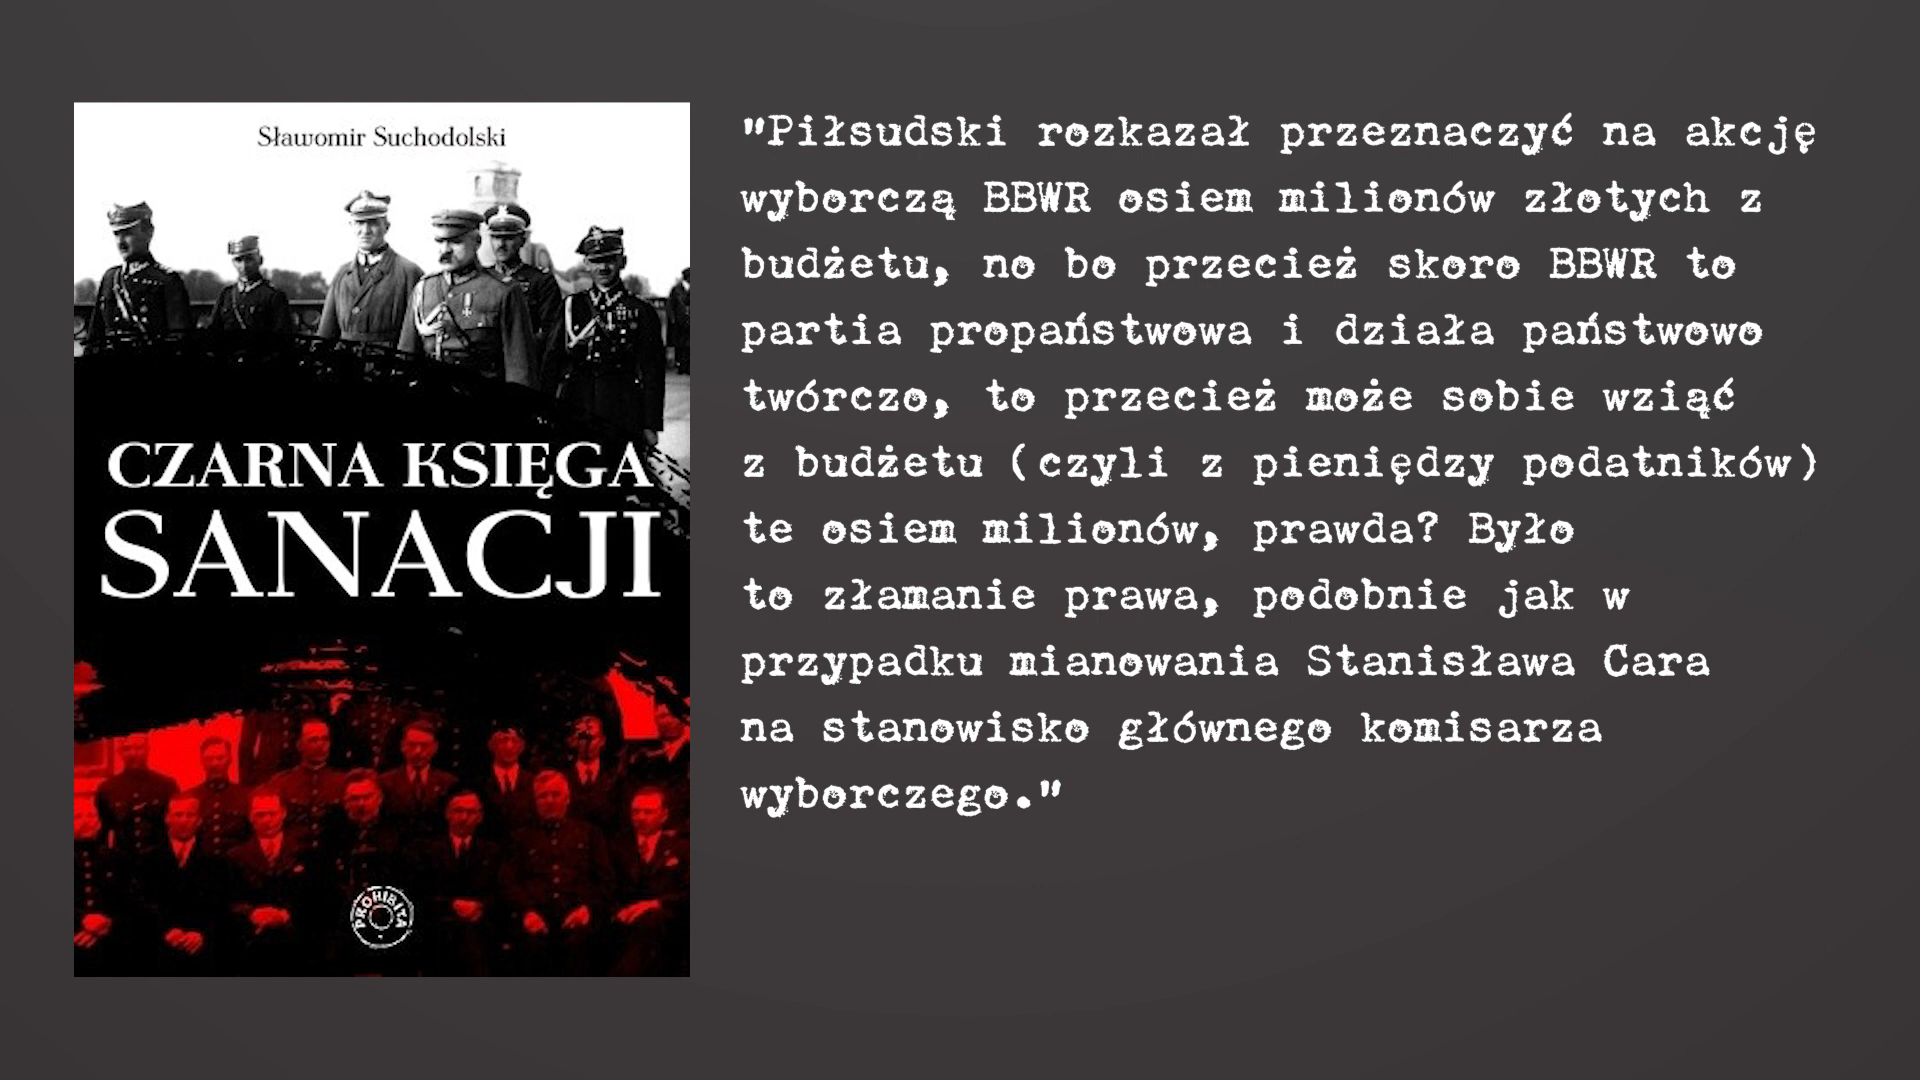 Sławomir Suchodolski
CZARNA KSIĘGA
SANACJI
PROHIBITA
"Piłsudski rozkazał przeznaczyć na akcję
wyborczą BBWR osiem milionów złotych z
budżetu, no bo przecież skoro BBWR to
partia propaństwowa i działa państwowo
twórczo, to przecież może sobie wziąć
z budżetu (czyli z pieniędzy podatników)
te osiem milionów, prawda? Było
to złamanie prawa, podobnie jak w
przypadku mianowania Stanisława Cara
na stanowisko głównego komisarza
wyborczego."